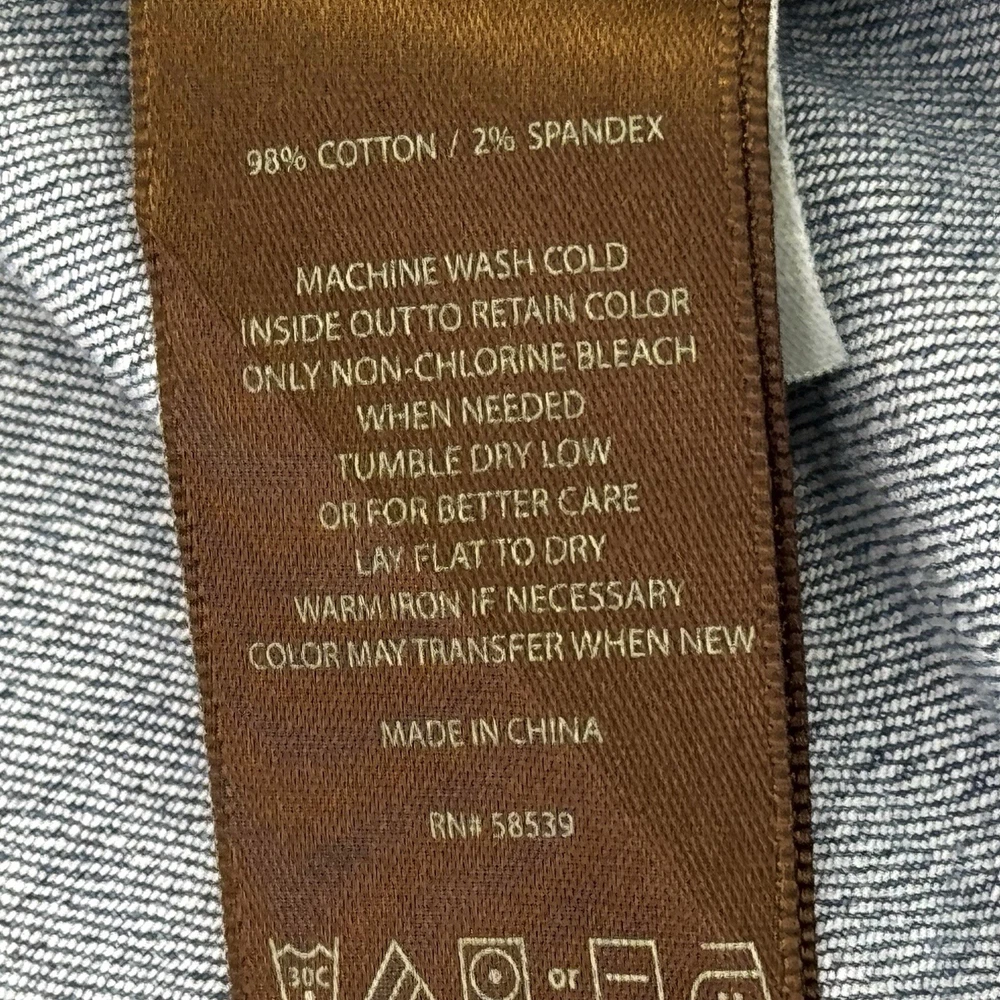 98% COTTON / 2% SPANDEX
MACHINE WASH COLD
INSIDE OUT TO RETAIN COLOR
ONLY NON-CHLORINE BLEACH
WHEN NEEDED
TUMBLE DRY LOW
OR FOR BETTER CARE
LAY FLAT TO DRY
WARM IRON IF NECESSARY
COLOR MAY TRANSFER WHEN NEW
MADE IN CHINA
RN# 58539
30C or